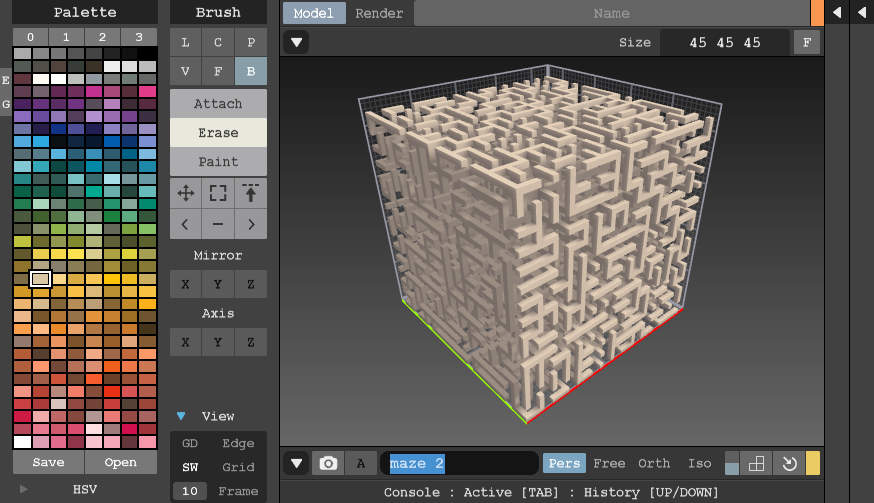 Palette
0 1 2 3
E
G
Save Open
HSV
Brush
L C P
V F B
Attach
Erase
Paint
Mirror
X Y Z
Axis
X Y Z
View
GD Edge
SW Grid
10 Frame
Model Render Name
Size 45 45 45 F
A maze 2 Pers Free Orth Iso
Console : Active [TAB] : History [UP/DOWN]